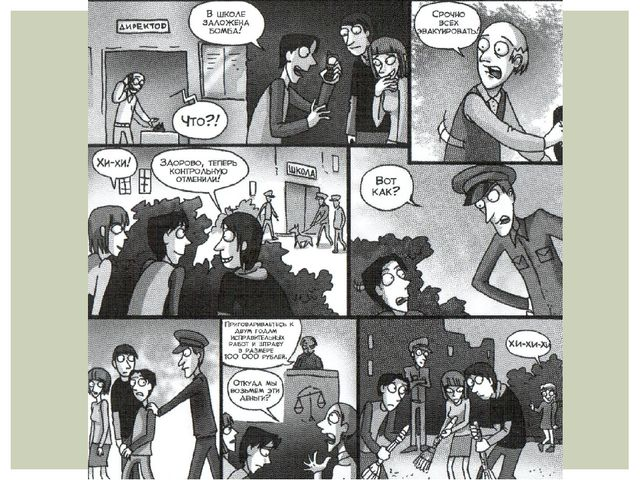 ДИРЕКТОР
Что?!
В школе
заложена
бомба!
Срочно
всех
эвакуировать!
Хи-хи!
Здорово, теперь
контрольную
отменили!
ШКОЛА
Вот
как?
Приговариваетесь к
двум годам
исправительных
работ и штрафу
в размере
100 000 рублей.
Откуда мы
возьмем эти
деньги?
Хи-хи-хи